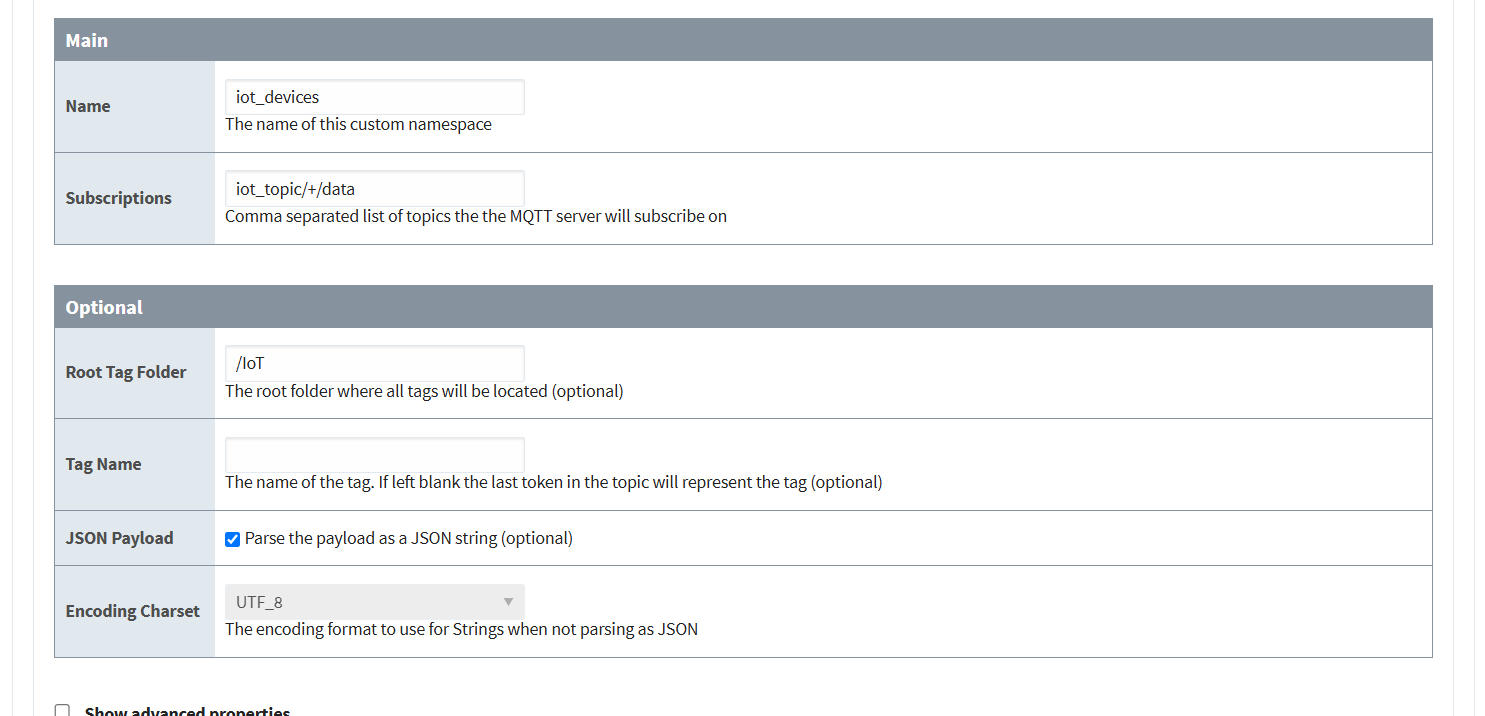 Main
Name
iot_devices
The name of this custom namespace
Subscriptions
iot_topic/+/data
Comma separated list of topics the the MQTT server will subscribe on
Optional
Root Tag Folder
/IoT
The root folder where all tags will be located (optional)
Tag Name
The name of the tag. If left blank the last token in the topic will represent the tag (optional)
JSON Payload
Parse the payload as a JSON string (optional)
Encoding Charset
UTF_8
The encoding format to use for Strings when not parsing as JSON
Show advanced properties